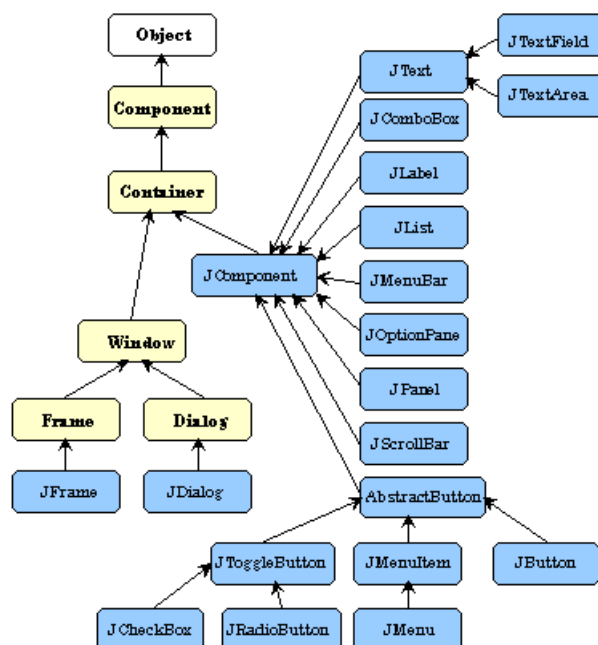 Object
JTextField
JText
JTextArea
Component
JComboBox
JLabel
Container
JList
JComponent
JMenuBar
JOptionPane
Window
JPanel
Frame
Dialog
JScrollBar
JFrame
JDialog
AbstractButton
JToggleButton
JMenuItem
JButton
JCheckBox
JRadioButton
JMenu